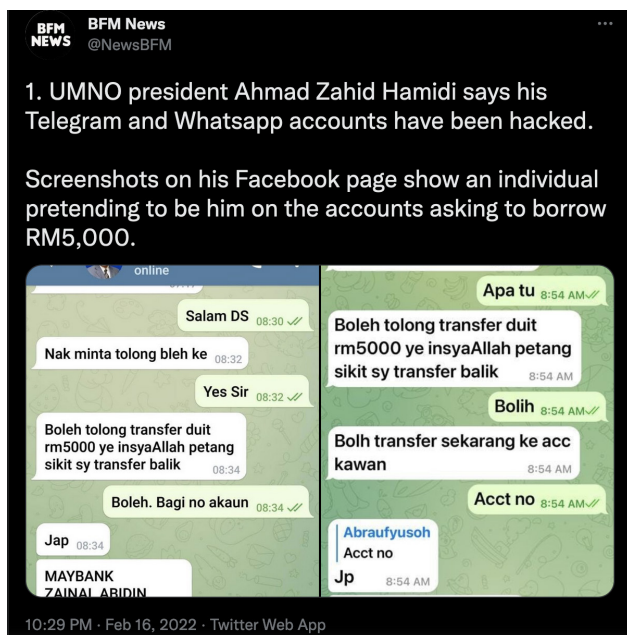 BFM
NEWS
BFM News
@NewsBFM
1. UMNO president Ahmad Zahid Hamidi says his
Telegram and Whatsapp accounts have been hacked.
Screenshots on his Facebook page show an individual
pretending to be him on the accounts asking to borrow
RM5,000.
online
Salam DS 08:30
Nak minta tolong bleh ke 08:32
Yes Sir 08:32
Boleh tolong transfer duit
rm5000 ye insyaAllah petang
sikit sy transfer balik 08:34
Boleh. Bagi no akaun 08:34
Jap 08:34
MAYBANK
ZAINAL ABIDIN
Apa tu 8:54 AM
Boleh tolong transfer duit
rm5000 ye insyaAllah petang
sikit sy transfer balik 8:54 AM
Bolih 8:54 AM
Bolh transfer sekarang ke acc
kawan 8:54 AM
Acct no 8:54 AM
Abraufyusoh
Acct no
Jp 8:54 AM
10:29 PM · Feb 16, 2022 · Twitter Web App